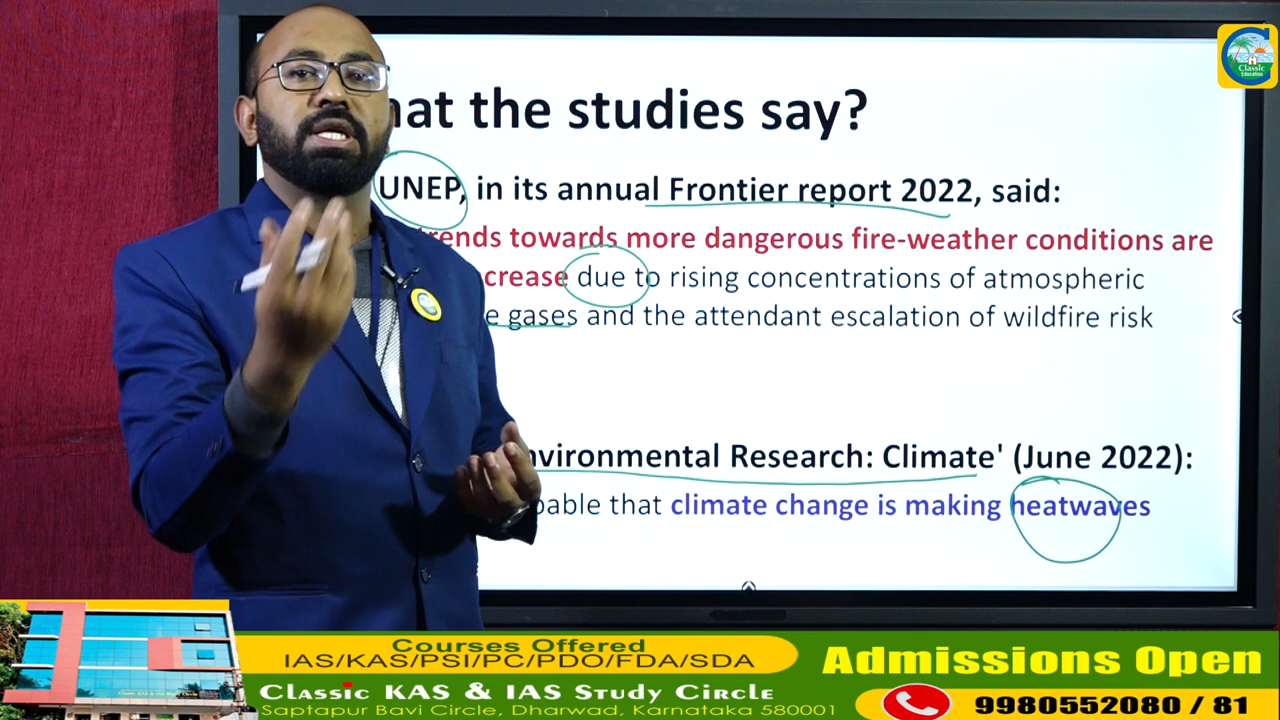 hat the studies say?
UNEP, in its annual Frontier report 2022, said:
rends towards more dangerous fire-weather conditions are
crease due to rising concentrations of atmospheric
e gases and the attendant escalation of wildfire risk
nvironmental Research: Climate' (June 2022):
pable that climate change is making heatwaves
Classic
Education
Courses Offered
IAS/KAS/PSI/PC/PDO/FDA/SDA
Classic KAS & IAS Study Circle
Saptapur Bavi Circle, Dharwad, Karnataka 580001
Admissions Open
9980552080 / 81